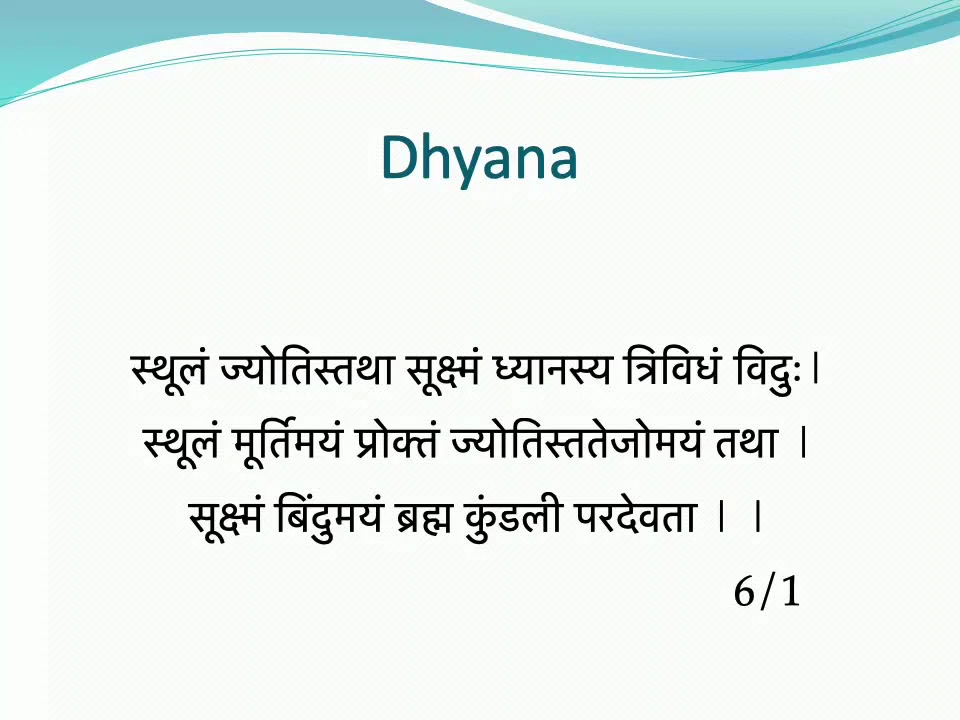 Dhyana
स्थूलं ज्योतिस्तथा सूक्ष्मं ध्यानस्य त्रिविधं विदुः।
स्थूलं मूर्तिमयं प्रोक्तं ज्योतिस्ततेजोमयं तथा ।
सूक्ष्मं बिंदुमयं ब्रह्म कुंडली परदेवता । ।
6/1